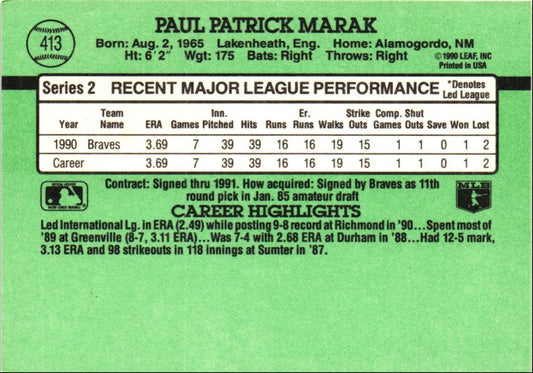 413
PAUL PATRICK MARAK
Born: Aug. 2, 1965 Lakenheath, Eng. Home: Alamogordo, NM
Ht: 6'2" Wgt: 175 Bats: Right Throws: Right
©1990 LEAF, INC
Printed in USA
Series 2 RECENT MAJOR LEAGUE PERFORMANCE *Denotes Led League
Year Team Name ERA Games Inn. Pitched Hits Runs Er. Runs Walks Strike Outs Comp. Games Shut Outs Save Won Lost
1990 Braves 3.69 7 39 39 16 16 19 15 1 1 0 1 2
Career 3.69 7 39 39 16 16 19 15 1 1 0 1 2
Contract: Signed thru 1991. How acquired: Signed by Braves as 11th
round pick in Jan. 85 amateur draft
MLB
CAREER HIGHLIGHTS
Led International Lg. in ERA (2.49) while posting 9-8 record at Richmond in '90...Spent most of
'89 at Greenville (8-7, 3.11 ERA)...Was 7-4 with 2.68 ERA at Durham in '88...Had 12-5 mark,
3.13 ERA and 98 strikeouts in 118 innings at Sumter in '87.